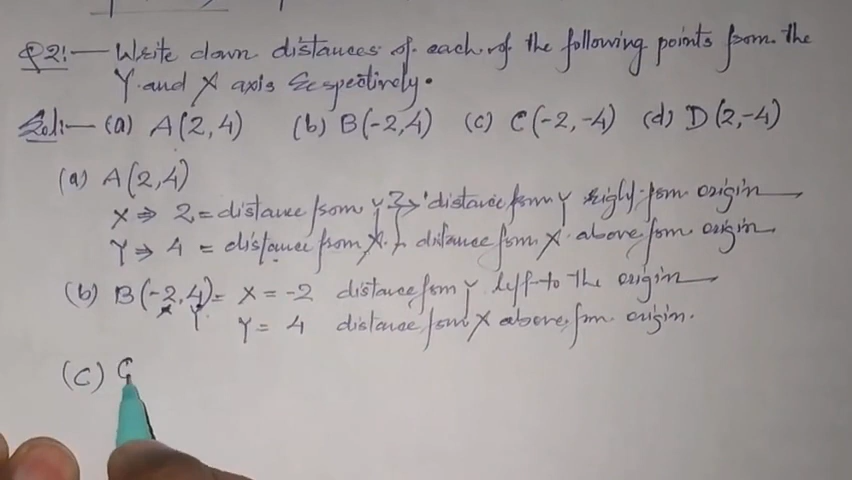 Q2:— Write down distances of each of the following points from the
Y and X axis Respectively.
Sol:— (a) A(2,4) (b) B(-2,4) (c) C(-2,-4) (d) D(2,-4)
(a) A(2,4)
X ⇒ 2 = distance from Y distance from Y right from origin
Y ⇒ 4 = distance from X. distance from X above from origin
(b) B(-2,4) = X = -2 distance from Y left to the origin
X Y
Y = 4 distance from X above from origin.
(C) C